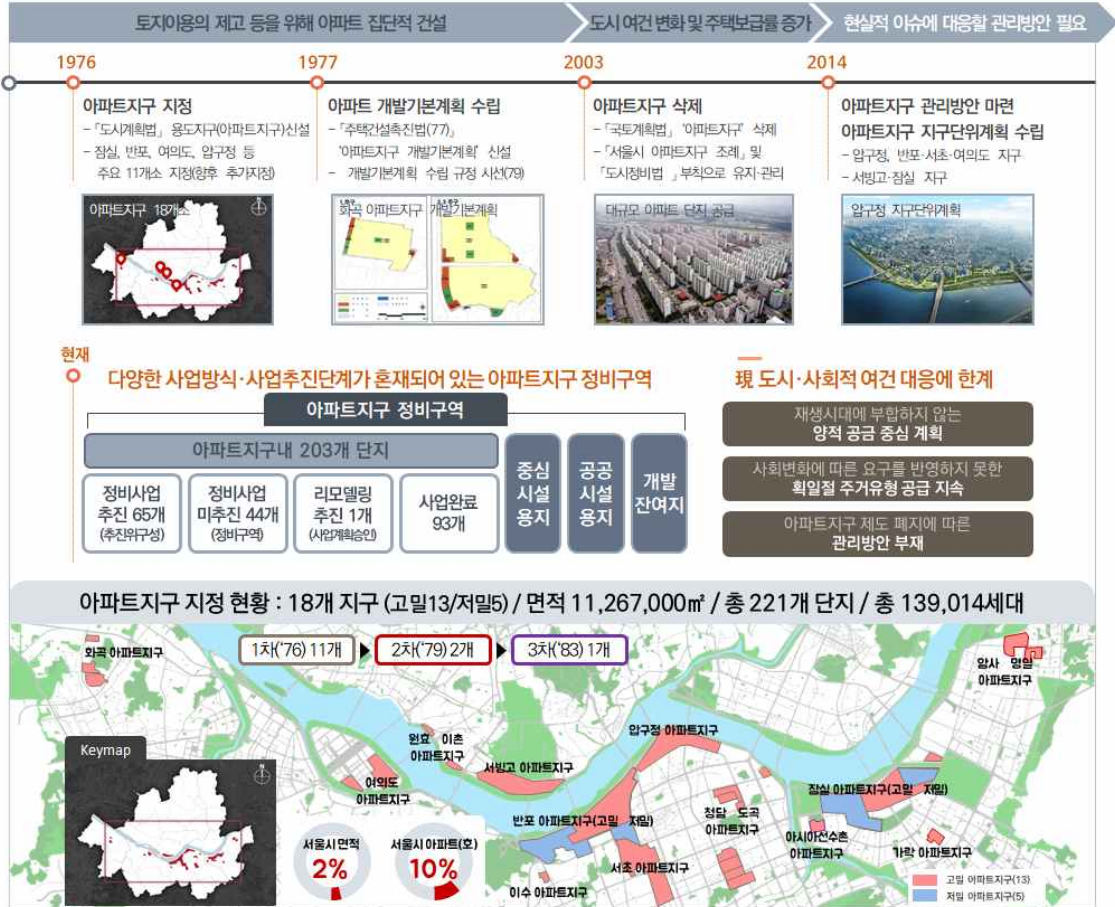 토지이용의 제고 등을 위해 아파트 집단적 건설
도시 여건 변화 및 주택보급률 증가
현실적 이슈에 대응할 관리방안 필요
1976
1977
2003
2014
아파트지구 지정
-「도시계획법」 용도지구(아파트지구)신설
- 잠실, 반포, 여의도, 압구정 등
주요 11개소 지정(향후 추가지정)
아파트 개발기본계획 수립
-「주택건설촉진법(77)」
'아파트지구 개발기본계획' 신설
- 개발기본계획 수립 규정 시선(79)
아파트지구 삭제
-「국토계획법」 '아파트지구' 삭제
-「서울시 아파트지구 조례」 및
「도시정비법 」부칙으로 유지·관리
아파트지구 관리방안 마련
아파트지구 지구단위계획 수립
- 압구정, 반포·서초·여의도 지구
- 서빙고·잠실 지구
아파트지구 18개소
화곡 아파트지구 개발기본계획
대규모 아파트 단지 공급
압구정 지구단위계획
현재
다양한 사업방식·사업추진단계가 혼재되어 있는 아파트지구 정비구역
아파트지구 정비구역
아파트지구내 203개 단지
정비사업
추진 65개
(추진위구성)
정비사업
미추진 44개
(정비구역)
리모델링
추진 1개
(사업계획승인)
사업완료
93개
중심
시설
용지
공공
시설
용지
개발
잔여지
現 도시·사회적 여건 대응에 한계
재생시대에 부합하지 않는
양적 공급 중심 계획
사회변화에 따른 요구를 반영하지 못한
획일절 주거유형 공급 지속
아파트지구 제도 폐지에 따른
관리방안 부재
아파트지구 지정 현황 : 18개 지구 (고밀13/저밀5) / 면적 11,267,000㎡ / 총 221개 단지 / 총 139,014세대
1차('76) 11개
2차('79) 2개
3차('83) 1개
화곡 아파트지구
암사 명일
아파트지구
원효 이촌
아파트지구
서빙고 아파트지구
압구정 아파트지구
여의도
아파트지구
반포 아파트지구(고밀 저밀)
청담 도곡
아파트지구
잠실 아파트지구(고밀 저밀)
아시아선수촌
아파트지구
가락 아파트지구
서초 아파트지구
이수 아파트지구
Keymap
서울시 면적
2%
서울시 아파트(호)
10%
고밀 아파트지구(13)
저밀 아파트지구(5)